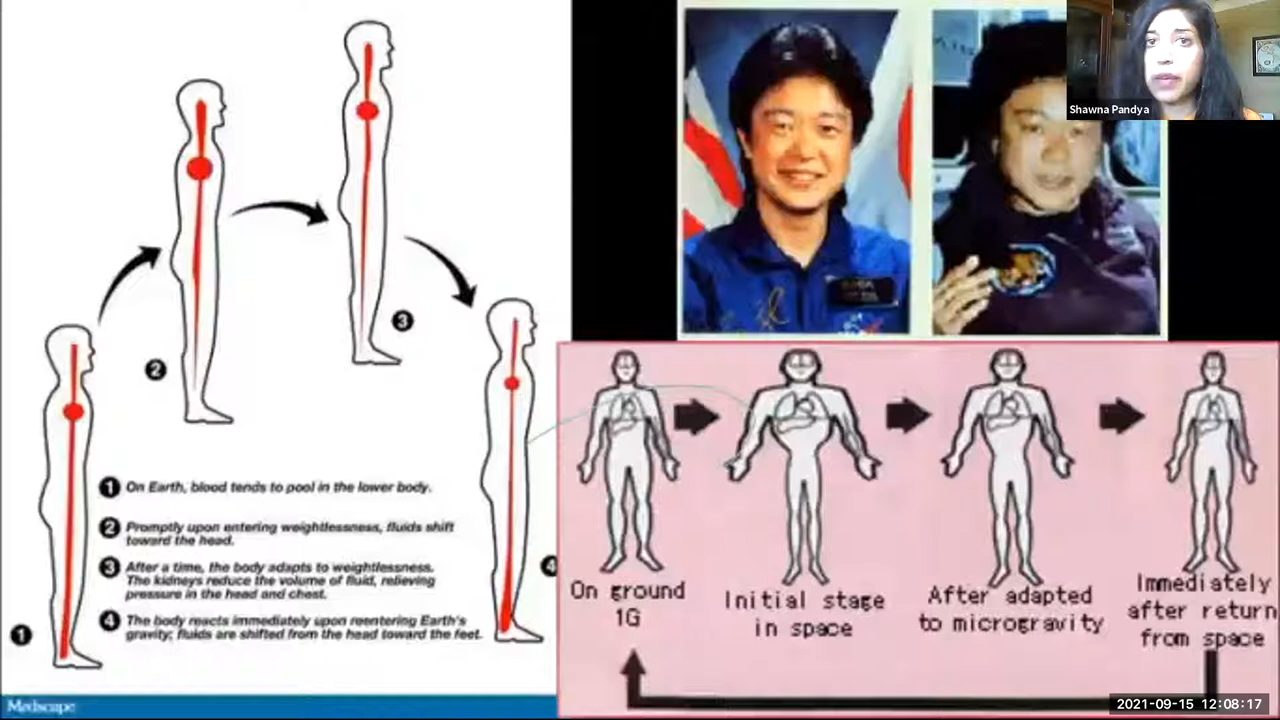 Shawna Pandya
3
2
1 On Earth, blood tends to pool in the lower body.
2 Promptly upon entering weightlessness, fluids shift
toward the head.
3 After a time, the body adapts to weightlessness.
The kidneys reduce the volume of fluid, relieving
pressure in the head and chest.
4 The body reacts immediately upon reentering Earth's
gravity; fluids are shifted from the head toward the feet.
4
1
Medscape
On ground
1G
Initial stage
in space
After adapted
to microgravity
Immediately
after return
from space
2021-09-15 12:08:17